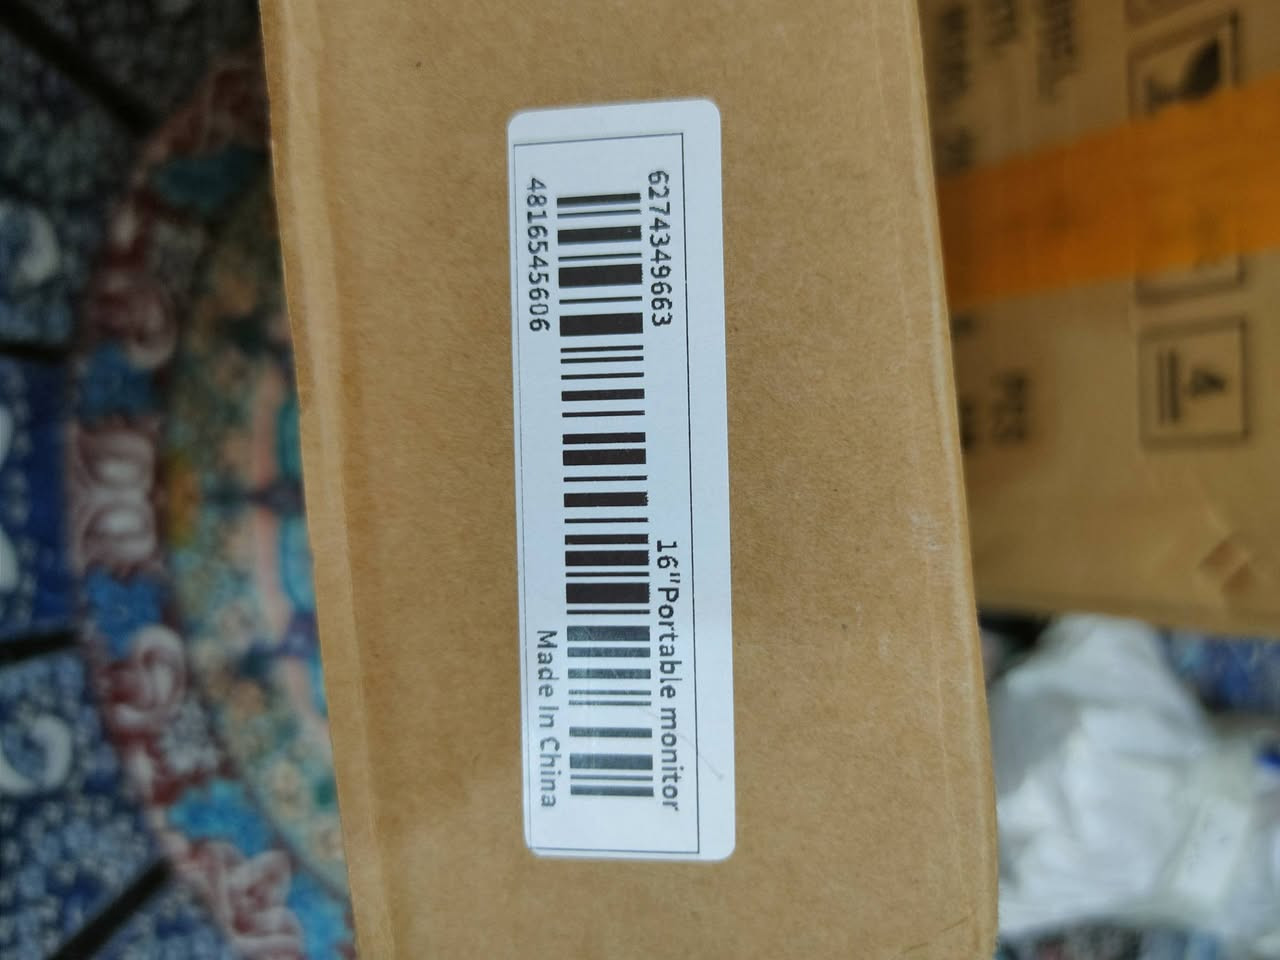 6274349663
16"Portable monitor
4816545606
Made In China